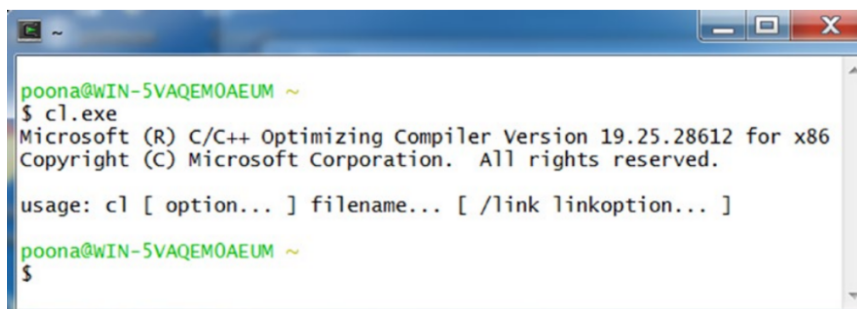 ~
poona@WIN-5VAQEM0AEUM ~
$ cl.exe
Microsoft (R) C/C++ Optimizing Compiler Version 19.25.28612 for x86
Copyright (C) Microsoft Corporation.  All rights reserved.
usage: cl [ option... ] filename... [ /link linkoption... ]
poona@WIN-5VAQEM0AEUM ~
$